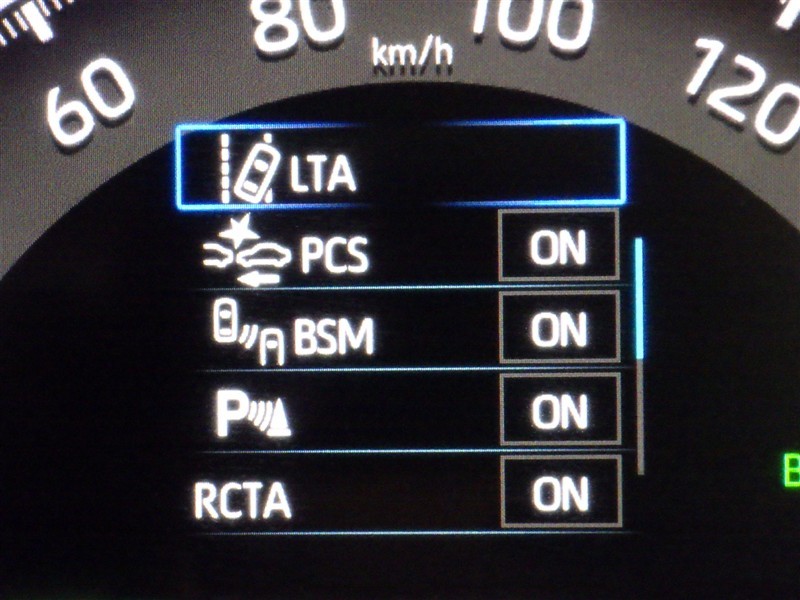 60 80 100 120
km/h
LTA
PCS ON
BSM ON
P ON
RCTA ON
B